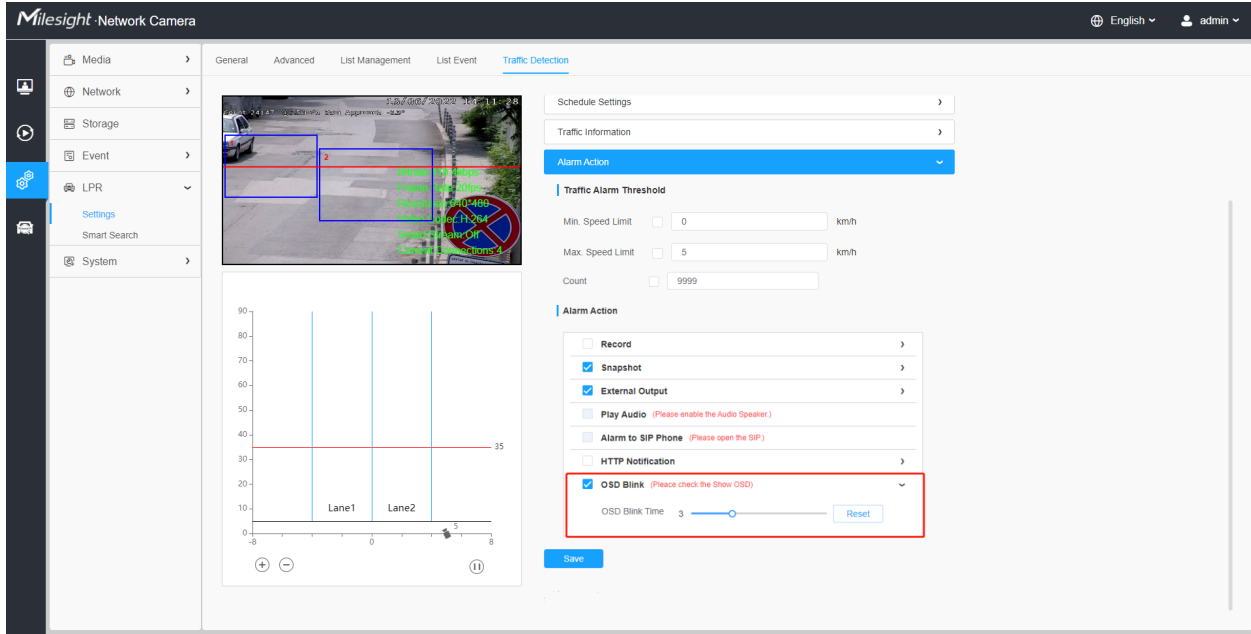 Milesight · Network Camera
English
admin
Media
Network
Storage
Event
LPR
Settings
Smart Search
System
General Advanced List Management List Event Traffic Detection
2022
2
Off
4
90
80
70
60
50
40
35
30
20
10
Lane1 Lane2
5
0
-8 0 8
Schedule Settings
Traffic Information
Alarm Action
Traffic Alarm Threshold
Min. Speed Limit 0 km/h
Max. Speed Limit 5 km/h
Count 9999
Alarm Action
Record
Snapshot
External Output
Play Audio (Please enable the Audio Speaker.)
Alarm to SIP Phone (Please open the SIP.)
HTTP Notification
OSD Blink (Pleace check the Show OSD)
OSD Blink Time 3 Reset
Save